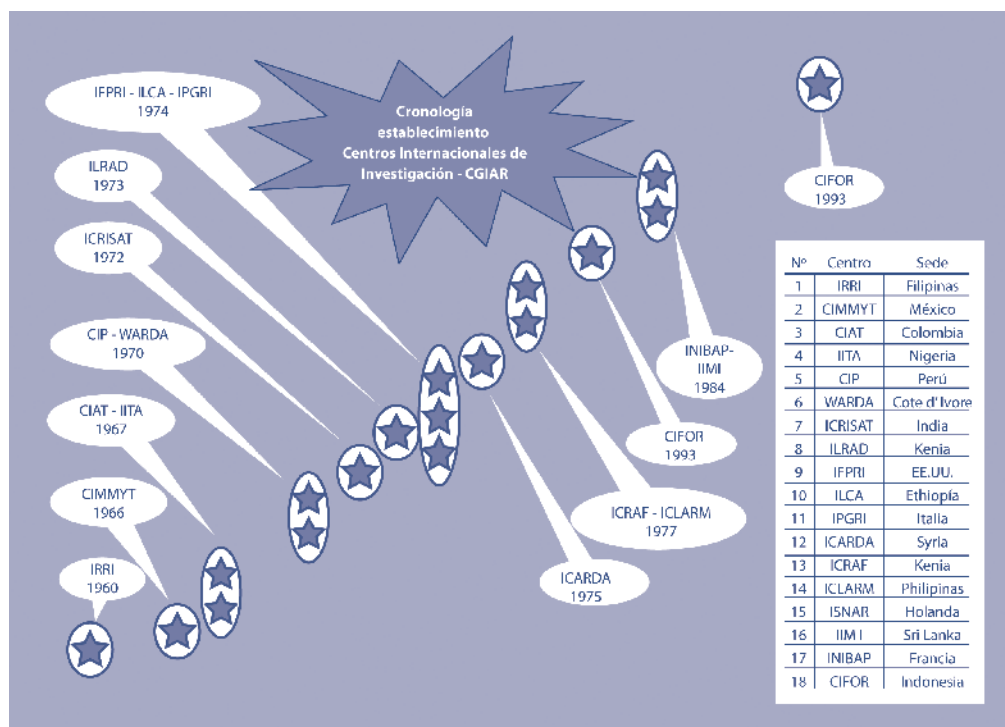 Cronología
establecimiento
Centros Internacionales de
Investigación - CGIAR
IFPRI - ILCA - IPGRI
1974
ILRAD
1973
ICRISAT
1972
CIP - WARDA
1970
CIAT - IITA
1967
CIMMYT
1966
IRRI
1960
CIFOR
1993
INIBAP-
IIMI
1984
CIFOR
1993
ICRAF - ICLARM
1977
ICARDA
1975
Nº Centro Sede
1 IRRI Filipinas
2 CIMMYT México
3 CIAT Colombia
4 IITA Nigeria
5 CIP Perú
6 WARDA Cote d' Ivore
7 ICRISAT India
8 ILRAD Kenia
9 IFPRI EE.UU.
10 ILCA Ethiopía
11 IPGRI Italia
12 ICARDA Syria
13 ICRAF Kenia
14 ICLARM Philipinas
15 ISNAR Holanda
16 IIM I Sri Lanka
17 INIBAP Francia
18 CIFOR Indonesia